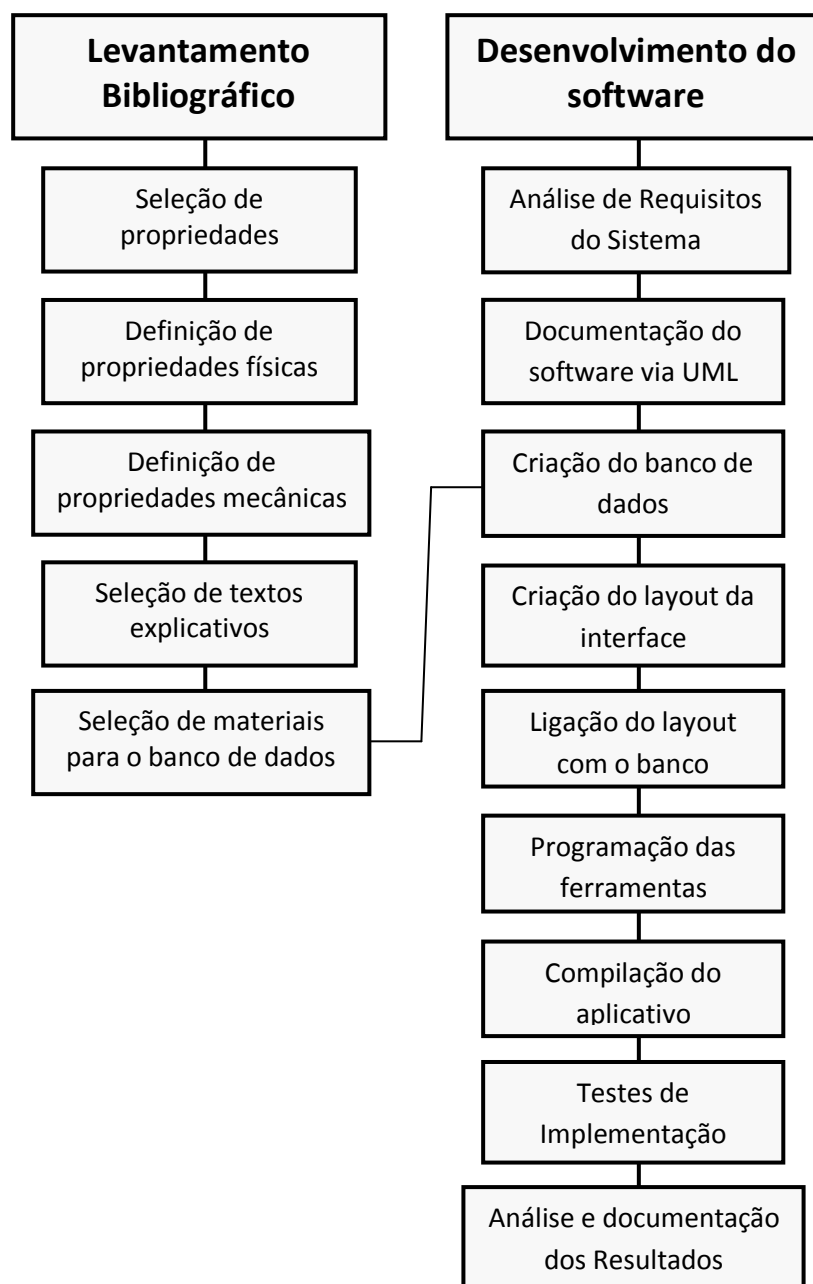 Levantamento
Bibliográfico
Seleção de
propriedades
Definição de
propriedades físicas
Definição de
propriedades mecânicas
Seleção de textos
explicativos
Seleção de materiais
para o banco de dados
Desenvolvimento do
software
Análise de Requisitos
do Sistema
Documentação do
software via UML
Criação do banco de
dados
Criação do layout da
interface
Ligação do layout
com o banco
Programação das
ferramentas
Compilação do
aplicativo
Testes de
Implementação
Análise e documentação
dos Resultados